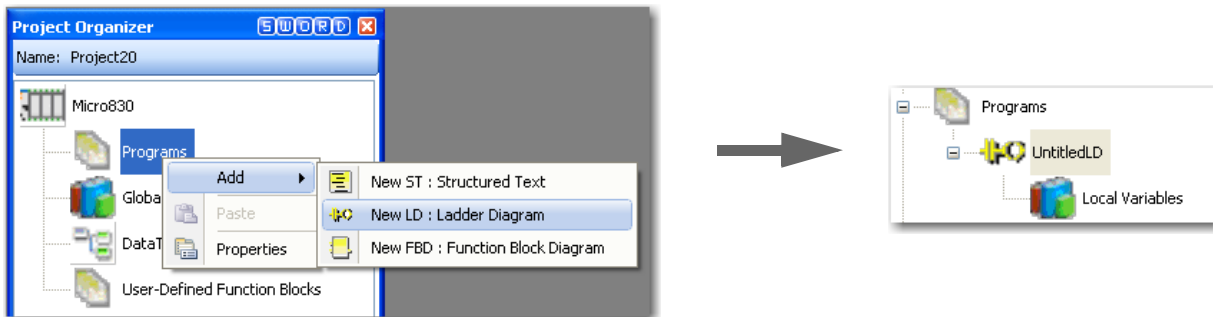 Project Organizer SWORD
Name: Project20
Micro830
Programs
Add
New ST : Structured Text
Globa
Paste
New LD : Ladder Diagram
DataT
Properties
New FBD : Function Block Diagram
User-Defined Function Blocks
Programs
UntitledLD
Local Variables